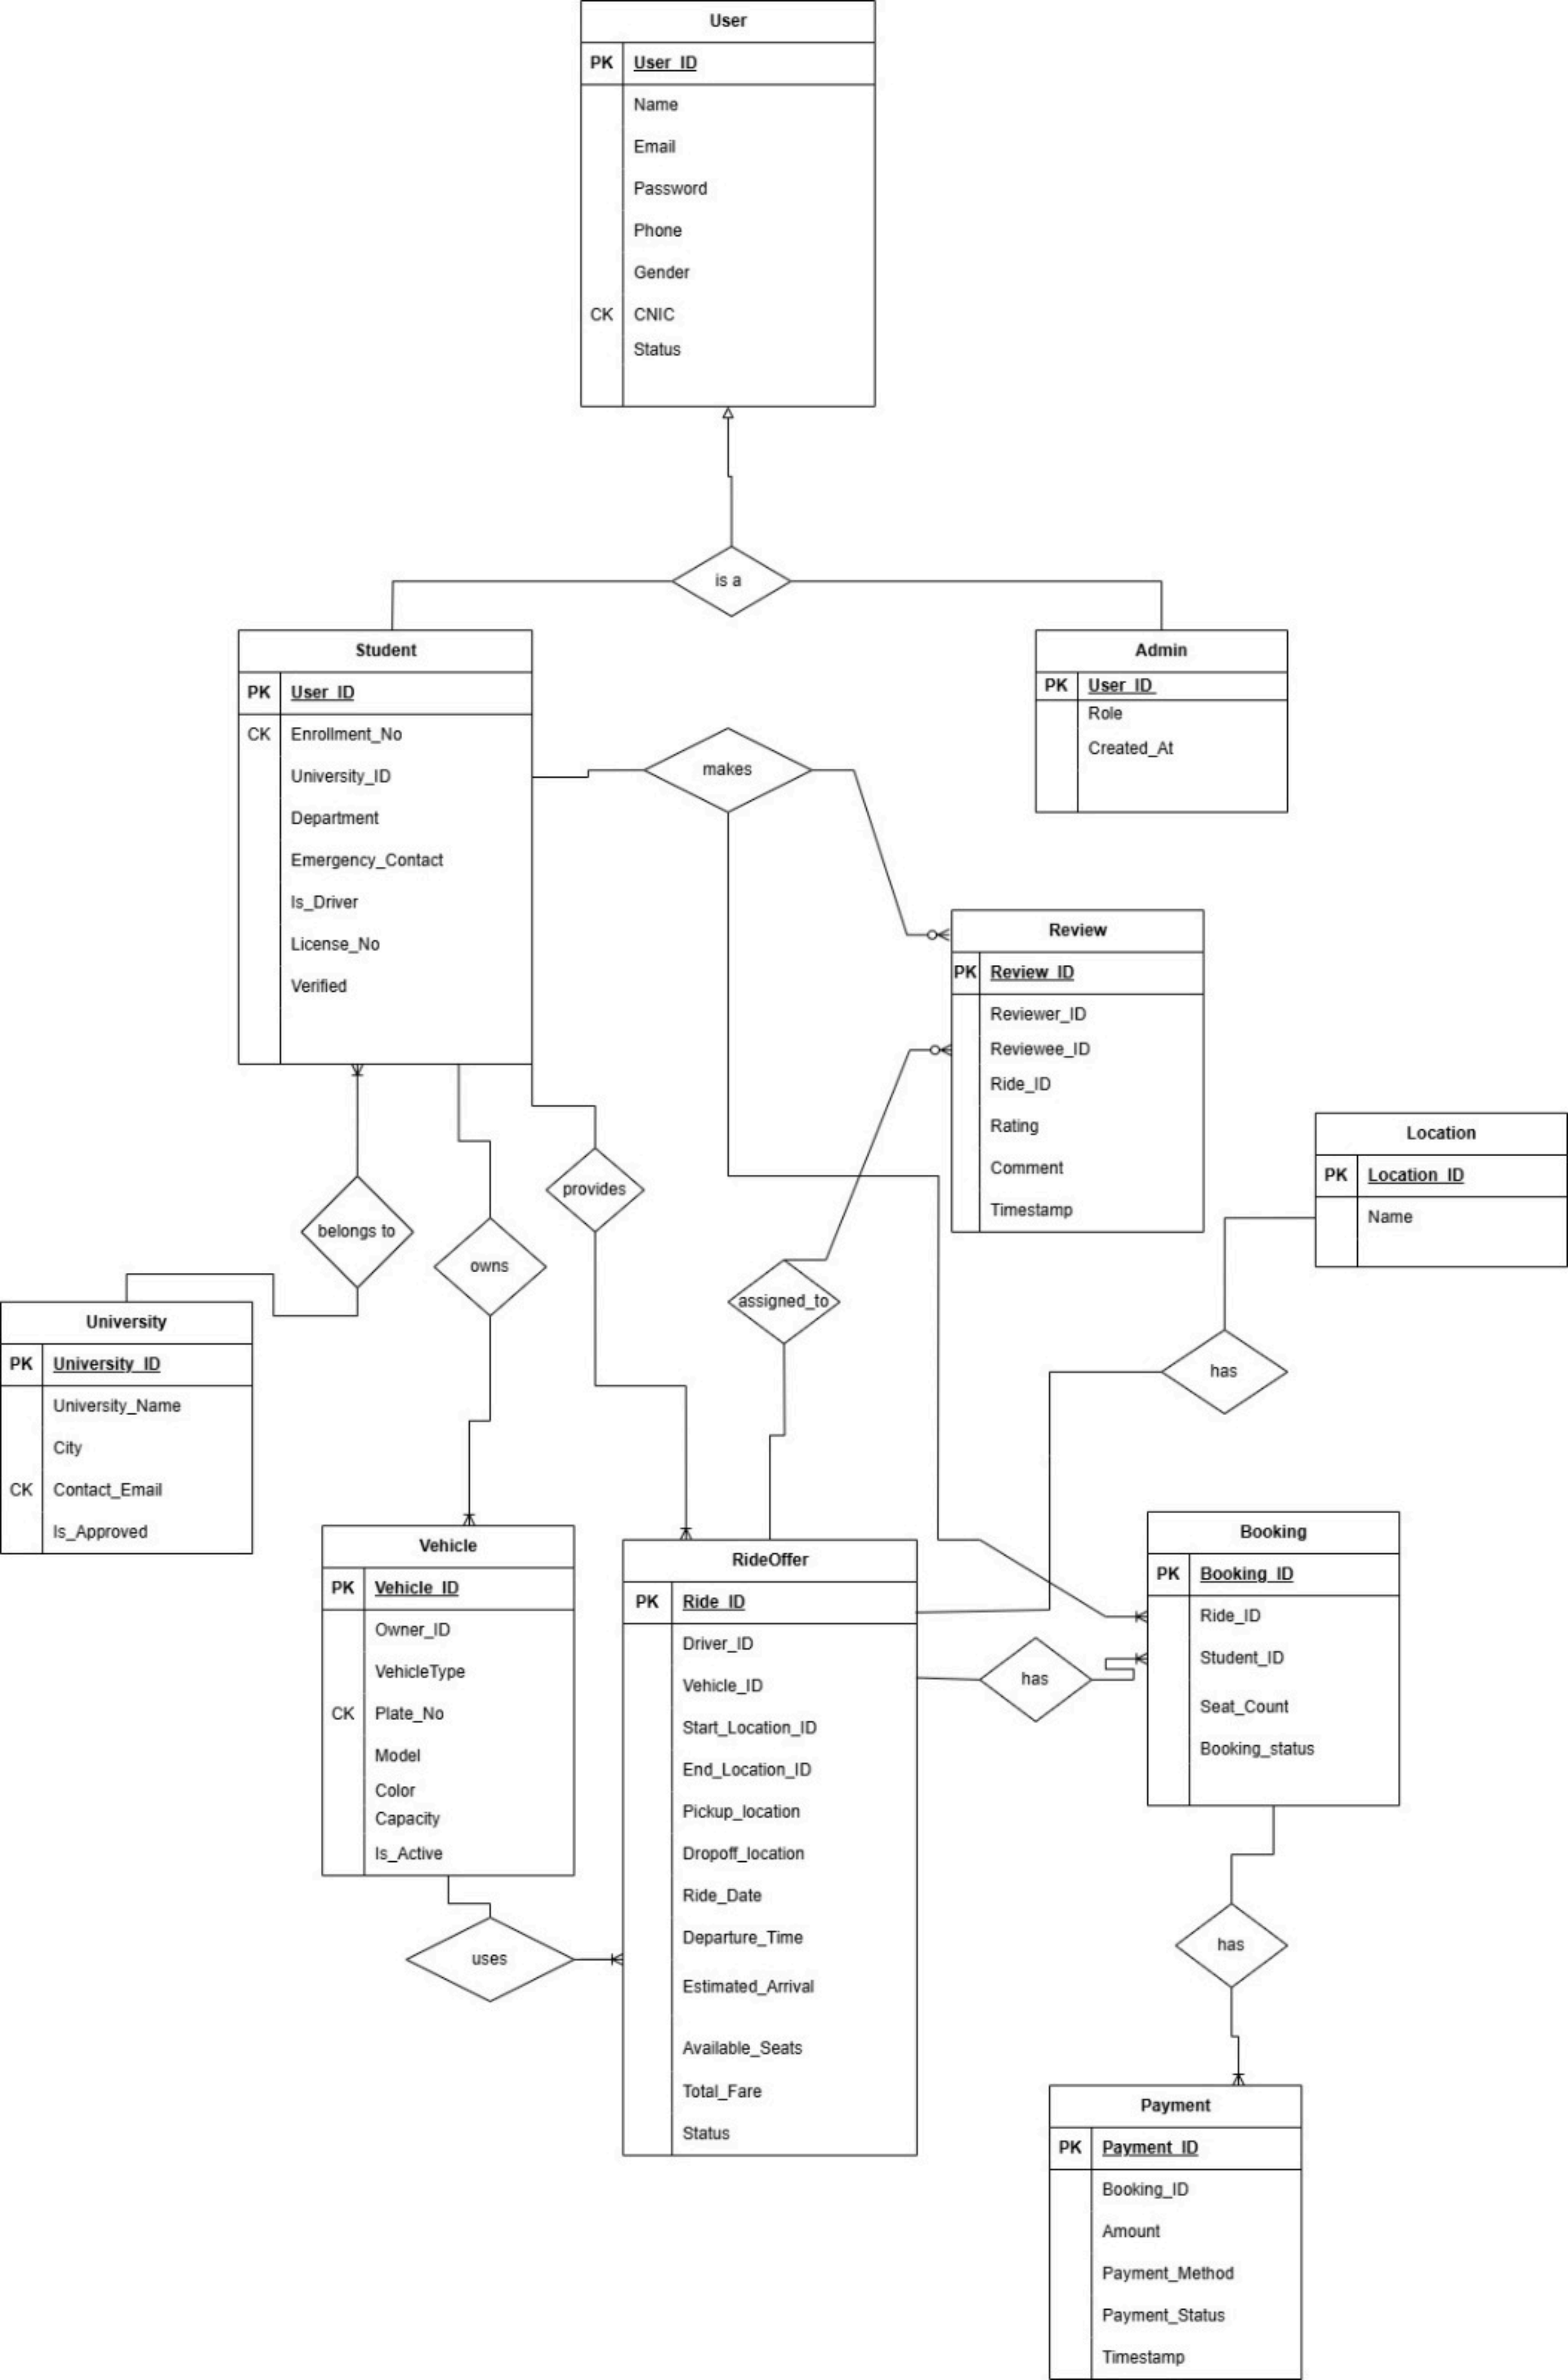 User
PK User_ID
Name
Email
Password
Phone
Gender
CK CNIC
Status
is a
Student
PK User_ID
CK Enrollment_No
University_ID
Department
Emergency_Contact
Is_Driver
License_No
Verified
Admin
PK User_ID
Role
Created_At
makes
Review
PK Review_ID
Reviewer_ID
Reviewee_ID
Ride_ID
Rating
Comment
Timestamp
Location
PK Location_ID
Name
provides
belongs to
owns
assigned_to
has
University
PK University_ID
University_Name
City
CK Contact_Email
Is_Approved
Vehicle
PK Vehicle_ID
Owner_ID
VehicleType
CK Plate_No
Model
Color
Capacity
Is_Active
RideOffer
PK Ride_ID
Driver_ID
Vehicle_ID
Start_Location_ID
End_Location_ID
Pickup_location
Dropoff_location
Ride_Date
Departure_Time
Estimated_Arrival
Available_Seats
Total_Fare
Status
has
Booking
PK Booking_ID
Ride_ID
Student_ID
Seat_Count
Booking_status
uses
has
Payment
PK Payment_ID
Booking_ID
Amount
Payment_Method
Payment_Status
Timestamp